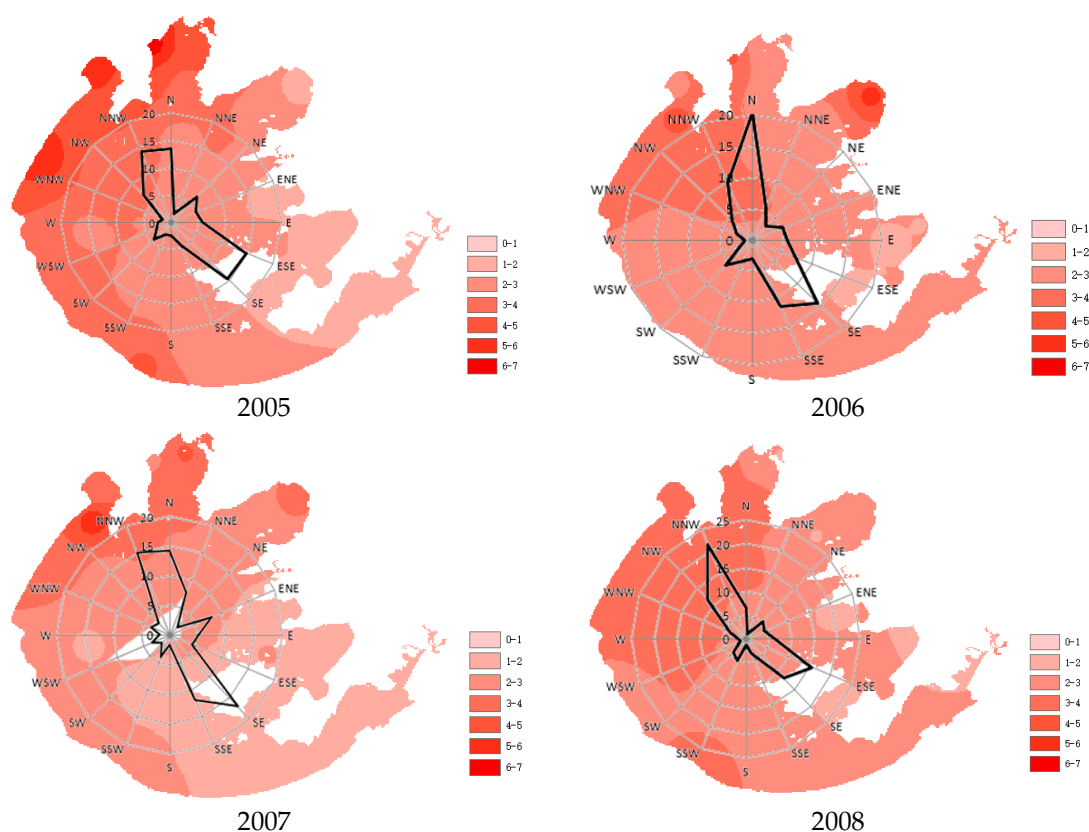 N
NNW
NNE
NW
NE
WNW
ENE
W
E
WSW
ESE
SW
SE
SSW
SSE
S
20
15
10
5
0
0-1
1-2
2-3
3-4
4-5
5-6
6-7
2005
N
NNW
NNE
NW
NE
WNW
ENE
W
E
WSW
ESE
SW
SE
SSW
SSE
S
20
15
10
5
0
0-1
1-2
2-3
3-4
4-5
5-6
6-7
2006
N
NNW
NNE
NW
NE
WNW
ENE
W
E
WSW
ESE
SW
SE
SSW
SSE
S
20
15
10
5
0
0-1
1-2
2-3
3-4
4-5
5-6
6-7
2007
N
NNW
NNE
NW
NE
WNW
ENE
W
E
WSW
ESE
SW
SE
SSW
SSE
S
25
20
15
10
5
0
0-1
1-2
2-3
3-4
4-5
5-6
6-7
2008